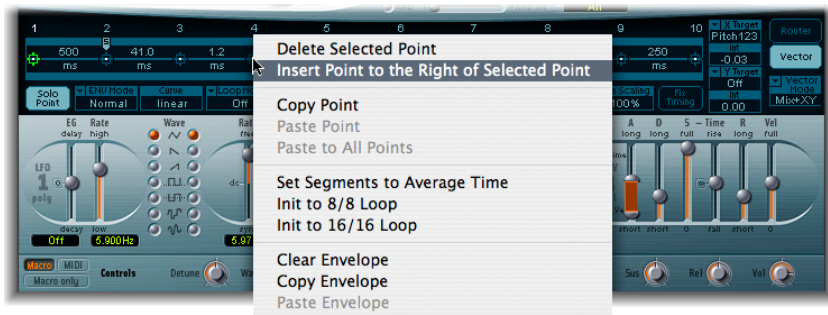 All
1 2 3 4 5 6 7 8 9 10
S
500 ms
41.0 ms
1.2 ms
250 ms
X Target
Pitch123
Int
-0.03
Y Target
Off
Int
0.00
Router
Vector
Vector Mode
Mix+XY
Solo Point
ENV Mode
Normal
Curve
linear
Off
Scaling
100%
Fix Timing
Delete Selected Point
Insert Point to the Right of Selected Point
Copy Point
Paste Point
Paste to All Points
Set Segments to Average Time
Init to 8/8 Loop
Init to 16/16 Loop
Clear Envelope
Copy Envelope
Paste Envelope
EG Rate Wave
delay high
LFO
1
poly
decay low
Off
5.900Hz
dc
A D S – Time R Vel
long long full rise long full
short short 0 fall short 0
Macro MIDI
Macro only
Controls
Detune
Sus
Rel
Vol